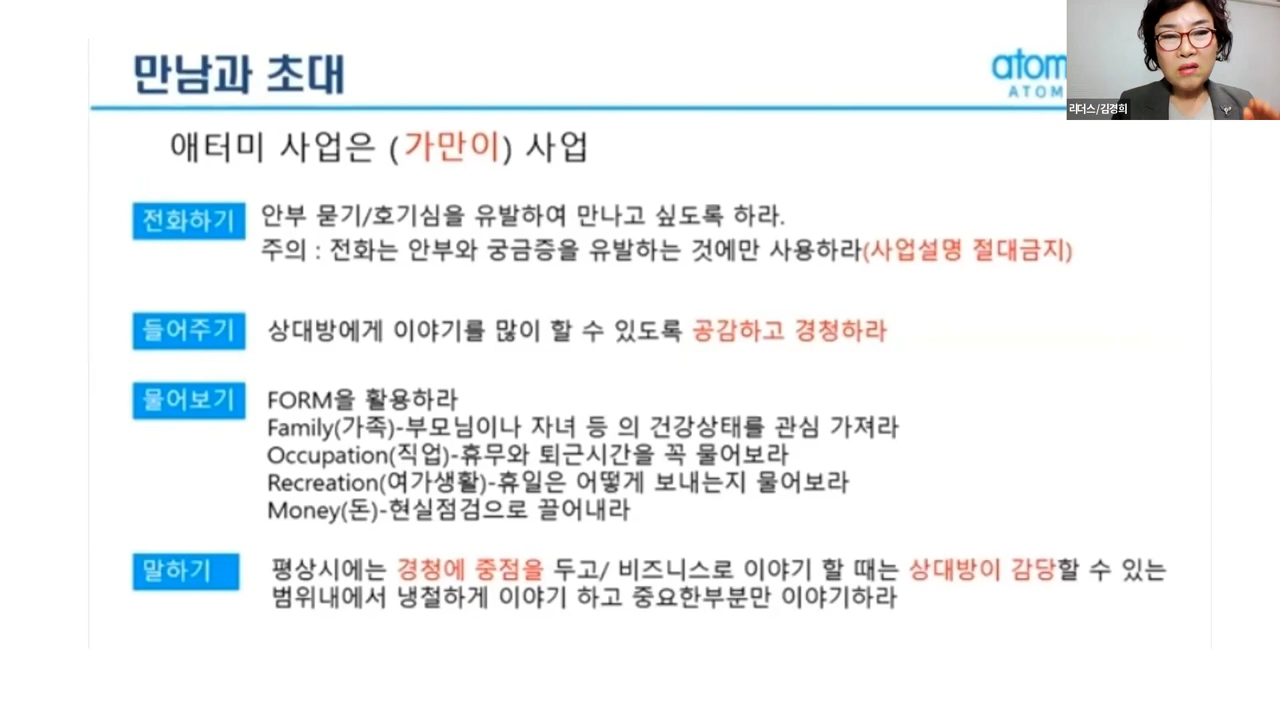 만남과 초대
atom
ATOM
리더스/김경희
애터미 사업은 (가만이) 사업
전화하기
안부 묻기/호기심을 유발하여 만나고 싶도록 하라.
주의 : 전화는 안부와 궁금증을 유발하는 것에만 사용하라(사업설명 절대금지)
들어주기
상대방에게 이야기를 많이 할 수 있도록 공감하고 경청하라
물어보기
FORM을 활용하라
Family(가족)-부모님이나 자녀 등 의 건강상태를 관심 가져라
Occupation(직업)-휴무와 퇴근시간을 꼭 물어보라
Recreation(여가생활)-휴일은 어떻게 보내는지 물어보라
Money(돈)-현실점검으로 끌어내라
말하기
평상시에는 경청에 중점을 두고/ 비즈니스로 이야기 할 때는 상대방이 감당할 수 있는
범위내에서 냉철하게 이야기 하고 중요한부분만 이야기하라